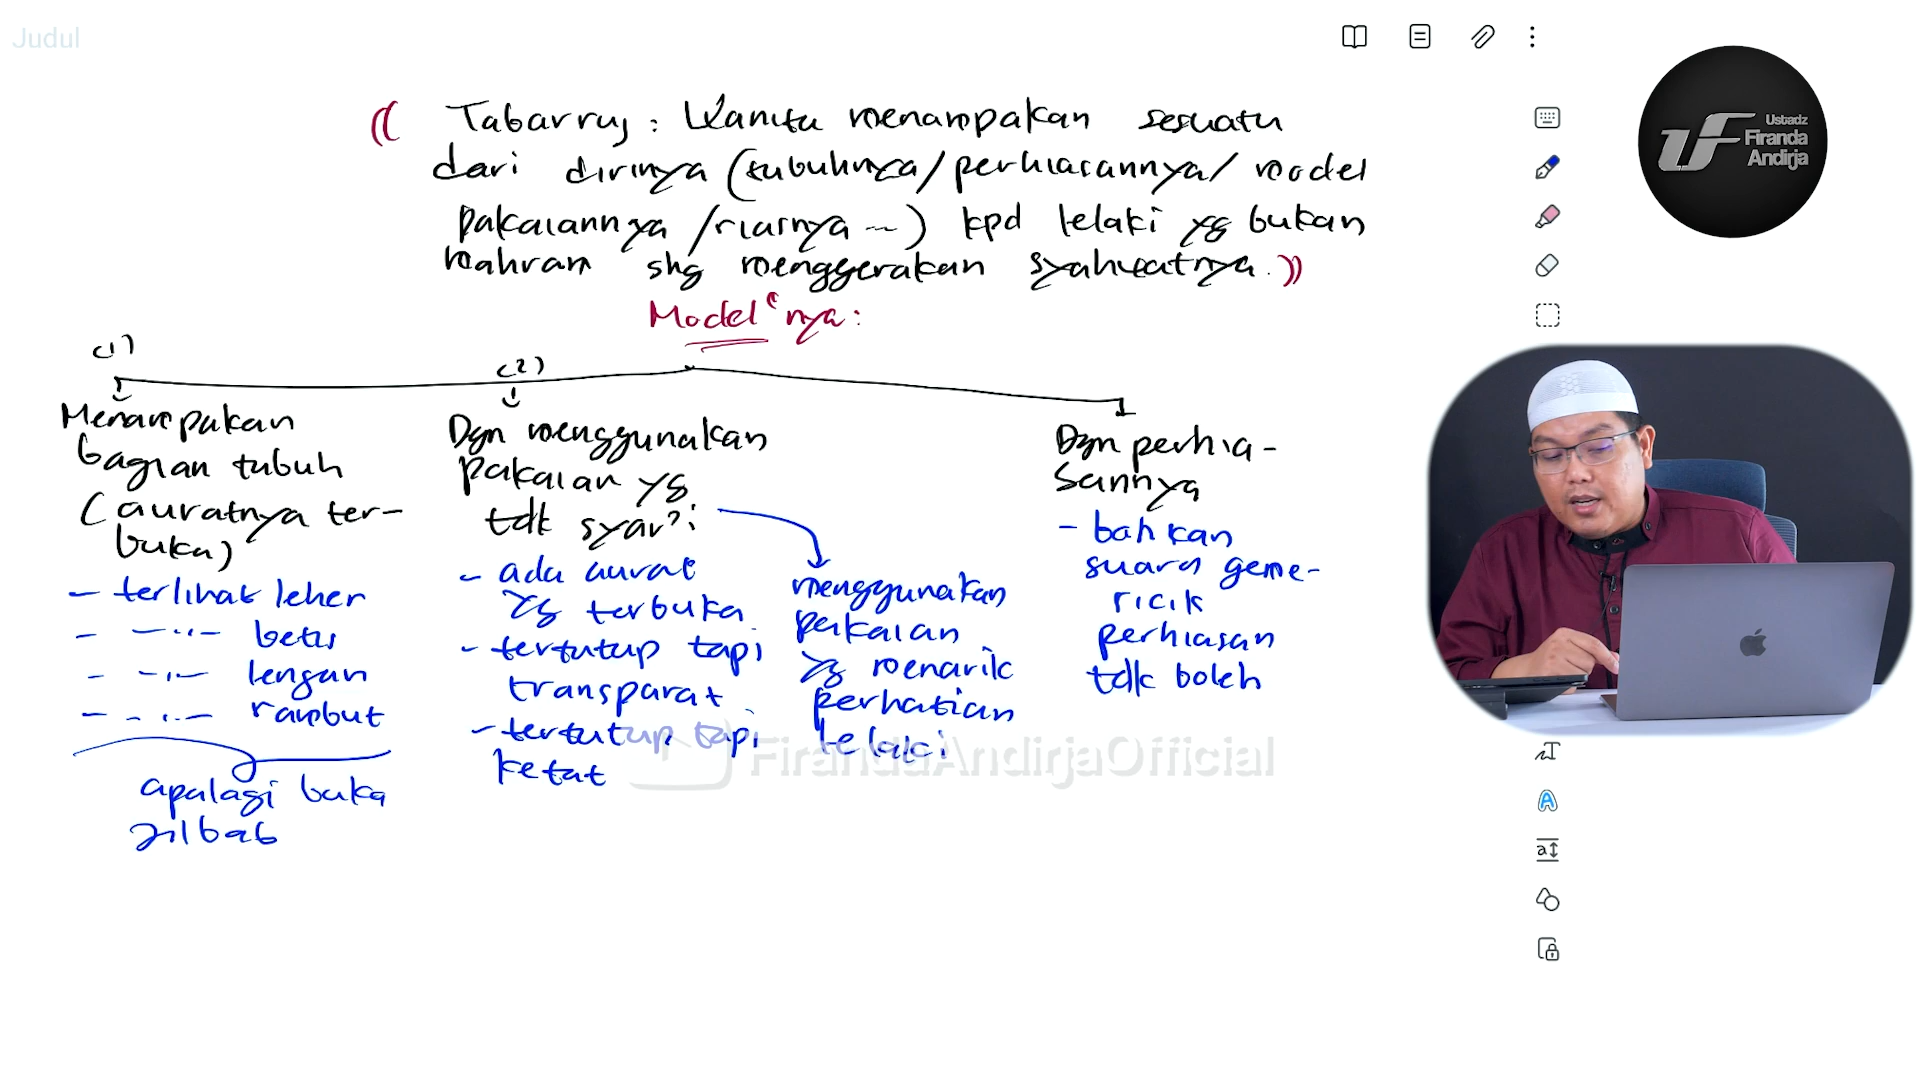 Judul
Ustadz
Firanda
Andirja
(( Tabarruj : Wanita menampakan sesuatu
dari dirinya (tubuhnya/perhiasannya/model
pakaiannya/riasnya ...) kpd lelaki yg bukan
mahram shg menggerakan syahwatnya. ))
Model² nya:
(1)
Menampakan
bagian tubuh
(auratnya ter-
buka)
- terlihat leher
- -"- betis
- -"- lengan
- -"- rambut
apalagi buka
jilbab
(2)
Dgn menggunakan
pakaian yg
tdk syar'i
- ada aurat
yg terbuka
- tertutup tapi
transparat
- tertutup tapi
ketat
menggunakan
pakaian
yg menarik
perhatian
lelaki
Dgn perhia-
sannya
- bahkan
suara geme-
ricik
perhiasan
tdk boleh
FirandaAndirjaOfficial